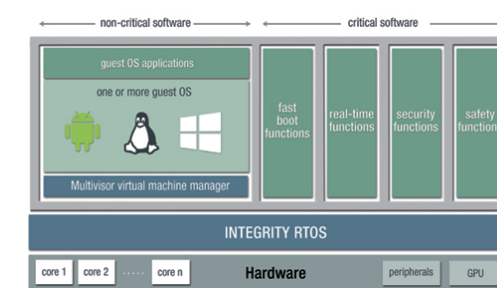 non-critical software
critical software
guest OS applications
one or more guest OS
Multivisor virtual machine manager
fast
boot
functions
real-time
functions
security
functions
safety
function
INTEGRITY RTOS
core 1
core 2
.....
core n
Hardware
peripherals
GPU